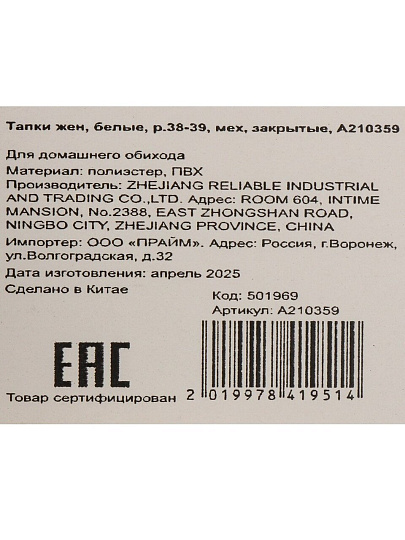 Тапки жен, белые, р.38-39, мех, закрытые, А210359
Для домашнего обихода
Материал: полиэстер, ПВХ
Производитель: ZHEJIANG RELIABLE INDUSTRIAL
AND TRADING CO.,LTD. Адрес: ROOM 604, INTIME
MANSION, No.2388, EAST ZHONGSHAN ROAD,
NINGBO CITY, ZHEJIANG PROVINCE, CHINA
Импортер: ООО «ПРАЙМ». Адрес: Россия, г.Воронеж,
ул.Волгоградская, д.32
Дата изготовления: апрель 2025
Сделано в Китае
Код: 501969
Артикул: А210359
EAC
Товар сертифицирован
2 019978 419514